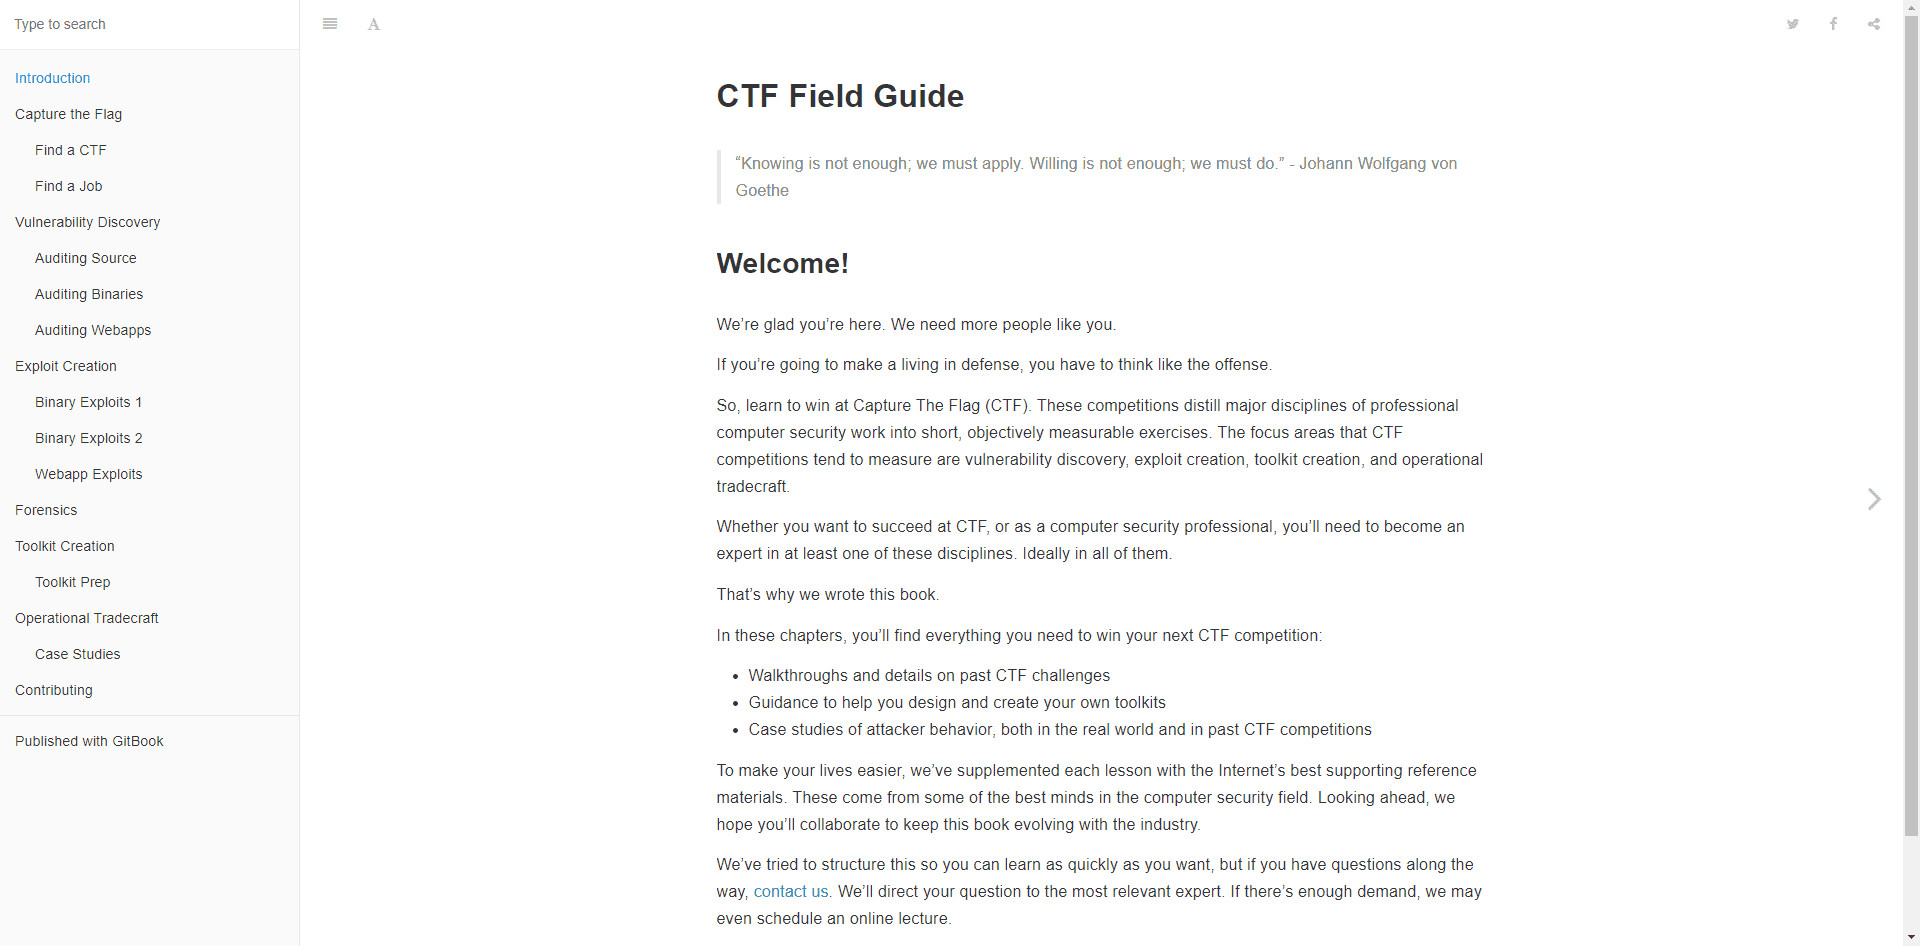 Type to search
Introduction
Capture the Flag
Find a CTF
Find a Job
Vulnerability Discovery
Auditing Source
Auditing Binaries
Auditing Webapps
Exploit Creation
Binary Exploits 1
Binary Exploits 2
Webapp Exploits
Forensics
Toolkit Creation
Toolkit Prep
Operational Tradecraft
Case Studies
Contributing
Published with GitBook
A
CTF Field Guide
“Knowing is not enough; we must apply. Willing is not enough; we must do.” - Johann Wolfgang von
Goethe
Welcome!
We’re glad you’re here. We need more people like you.
If you’re going to make a living in defense, you have to think like the offense.
So, learn to win at Capture The Flag (CTF). These competitions distill major disciplines of professional
computer security work into short, objectively measurable exercises. The focus areas that CTF
competitions tend to measure are vulnerability discovery, exploit creation, toolkit creation, and operational
tradecraft.
Whether you want to succeed at CTF, or as a computer security professional, you’ll need to become an
expert in at least one of these disciplines. Ideally in all of them.
That’s why we wrote this book.
In these chapters, you’ll find everything you need to win your next CTF competition:
• Walkthroughs and details on past CTF challenges
• Guidance to help you design and create your own toolkits
• Case studies of attacker behavior, both in the real world and in past CTF competitions
To make your lives easier, we’ve supplemented each lesson with the Internet’s best supporting reference
materials. These come from some of the best minds in the computer security field. Looking ahead, we
hope you’ll collaborate to keep this book evolving with the industry.
We’ve tried to structure this so you can learn as quickly as you want, but if you have questions along the
way, contact us. We’ll direct your question to the most relevant expert. If there’s enough demand, we may
even schedule an online lecture.